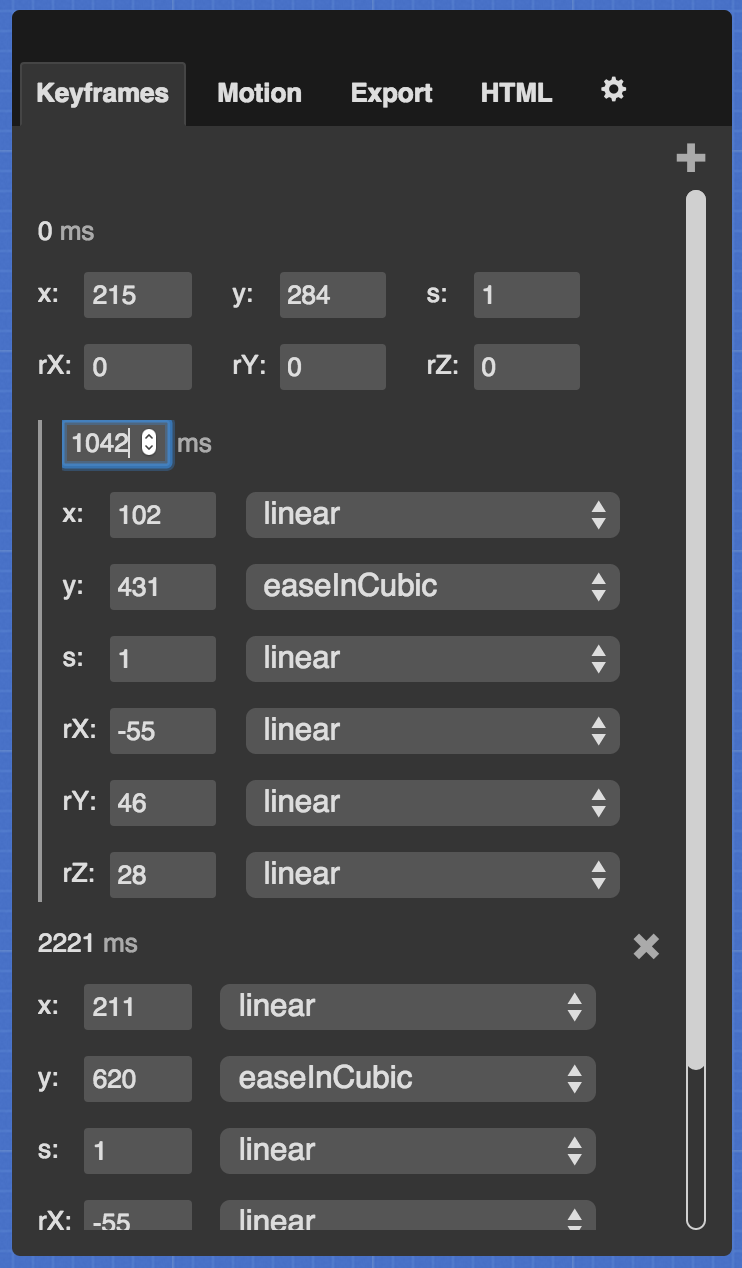 Keyframes Motion Export HTML
0 ms
x: 215 y: 284 s: 1
rX: 0 rY: 0 rZ: 0
1042 ms
x: 102 linear
y: 431 easeInCubic
s: 1 linear
rX: -55 linear
rY: 46 linear
rZ: 28 linear
2221 ms
x: 211 linear
y: 620 easeInCubic
s: 1 linear
rX: -55 linear